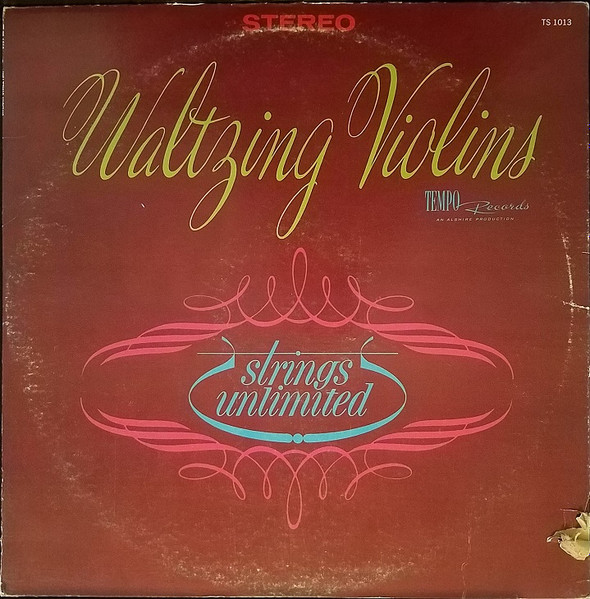 STEREO
TS 1013
Waltzing Violins
TEMPO Records
AN ALSHIRE PRODUCTION
strings
unlimited